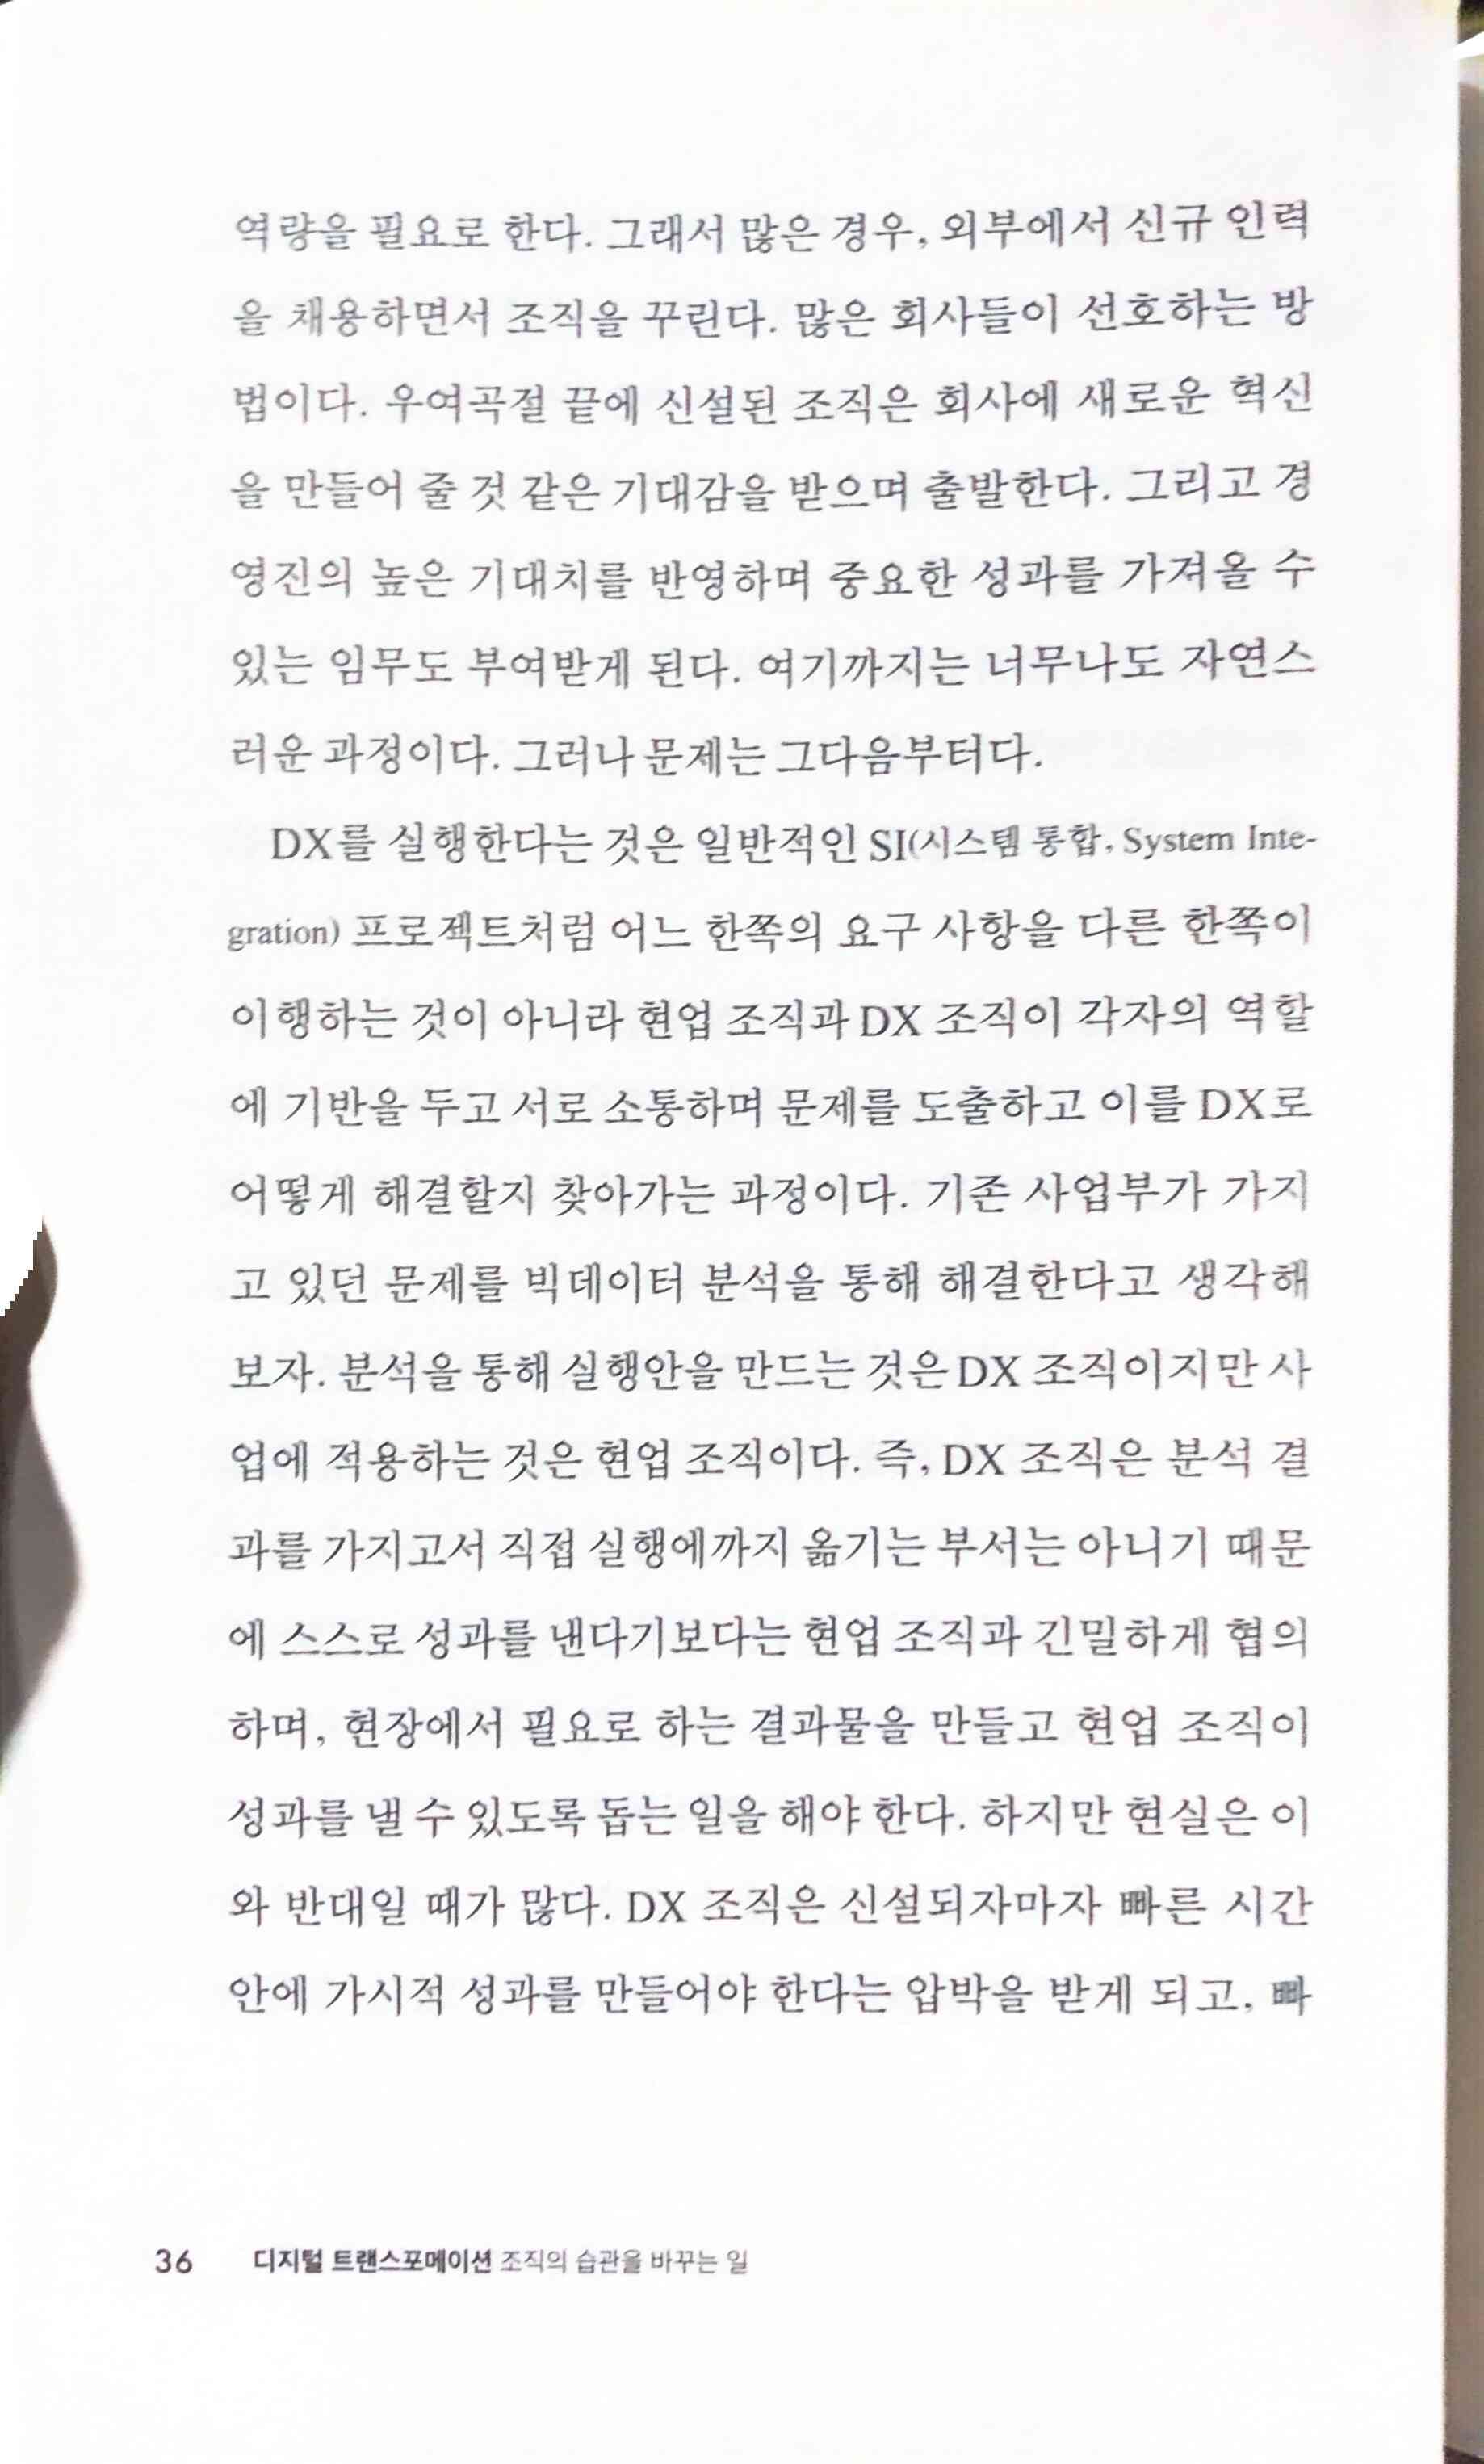 역량을 필요로 한다. 그래서 많은 경우, 외부에서 신규 인력
을 채용하면서 조직을 꾸린다. 많은 회사들이 선호하는 방
법이다. 우여곡절 끝에 신설된 조직은 회사에 새로운 혁신
을 만들어 줄 것 같은 기대감을 받으며 출발한다. 그리고 경
영진의 높은 기대치를 반영하며 중요한 성과를 가져올 수
있는 임무도 부여받게 된다. 여기까지는 너무나도 자연스
러운 과정이다. 그러나 문제는 그다음부터다.
DX를 실행한다는 것은 일반적인 SI(시스템 통합, System Inte-
gration) 프로젝트처럼 어느 한쪽의 요구 사항을 다른 한쪽이
이행하는 것이 아니라 현업 조직과 DX 조직이 각자의 역할
에 기반을 두고 서로 소통하며 문제를 도출하고 이를 DX로
어떻게 해결할지 찾아가는 과정이다. 기존 사업부가 가지
고 있던 문제를 빅데이터 분석을 통해 해결한다고 생각해
보자. 분석을 통해 실행안을 만드는 것은 DX 조직이지만 사
업에 적용하는 것은 현업 조직이다. 즉, DX 조직은 분석 결
과를 가지고서 직접 실행에까지 옮기는 부서는 아니기 때문
에 스스로 성과를 낸다기보다는 현업 조직과 긴밀하게 협의
하며, 현장에서 필요로 하는 결과물을 만들고 현업 조직이
성과를 낼 수 있도록 돕는 일을 해야 한다. 하지만 현실은 이
와 반대일 때가 많다. DX 조직은 신설되자마자 빠른 시간
안에 가시적 성과를 만들어야 한다는 압박을 받게 되고, 빠
36 디지털 트랜스포메이션 조직의 습관을 바꾸는 일